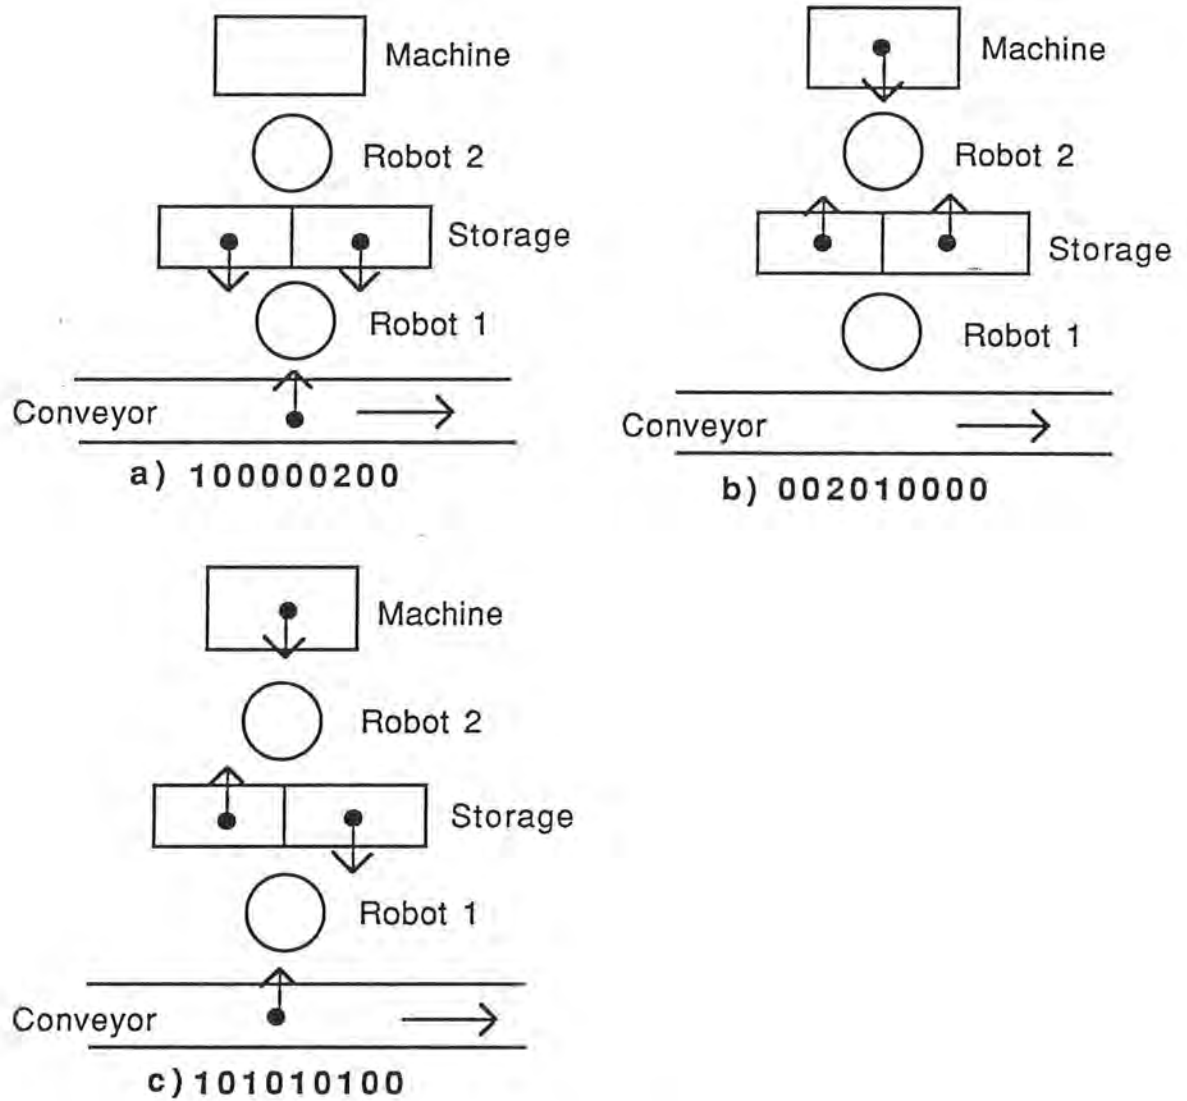 Machine
Robot 2
Storage
Robot 1
Conveyor
a) 100000200
Machine
Robot 2
Storage
Robot 1
Conveyor
b) 002010000
Machine
Robot 2
Storage
Robot 1
Conveyor
c) 101010100